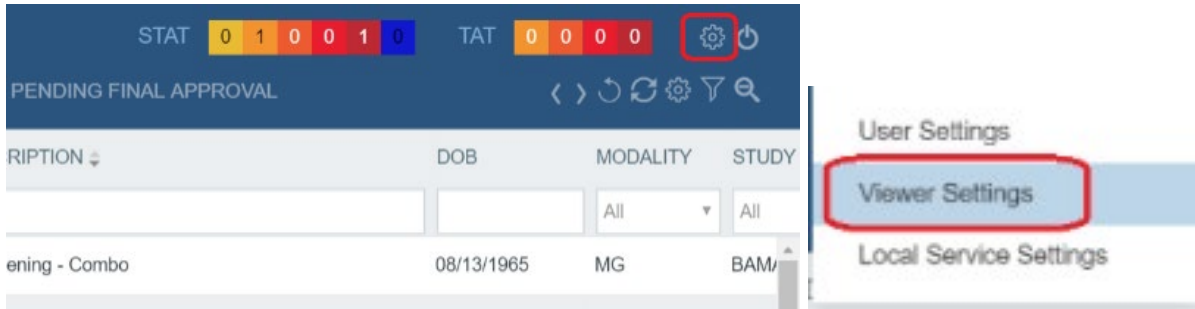 STAT 0 1 0 0 1 0 TAT 0 0 0 0
PENDING FINAL APPROVAL
RIPTION DOB MODALITY STUDY
All All
ening - Combo 08/13/1965 MG BAMA
User Settings
Viewer Settings
Local Service Settings